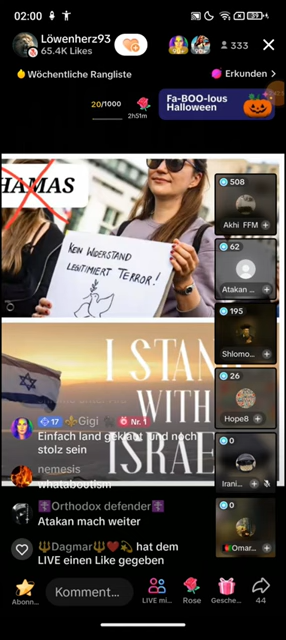 02:00
Löwenherz93
65.4K Likes
333
Wöchentliche Rangliste
Erkunden >
20/1000
2h51m
Fa-BOO-lous
Halloween
HAMAS
KEIN WIDERSTAND
LEGITIMIERT TERROR!
508
Akhi FFM
62
Atakan ...
195
Shlomo...
26
Hope8
0
Irani...
0
Omar...
I STAN
WITH
ISRAE
17 Gigi Nr. 1
Einfach land geklaut und noch
stolz sein
nemesis
whataboutism
Orthodox defender
Atakan mach weiter
Dagmar hat dem
LIVE einen Like gegeben
Abonn...
Komment...
LIVE mi...
Rose
Gesche...
44